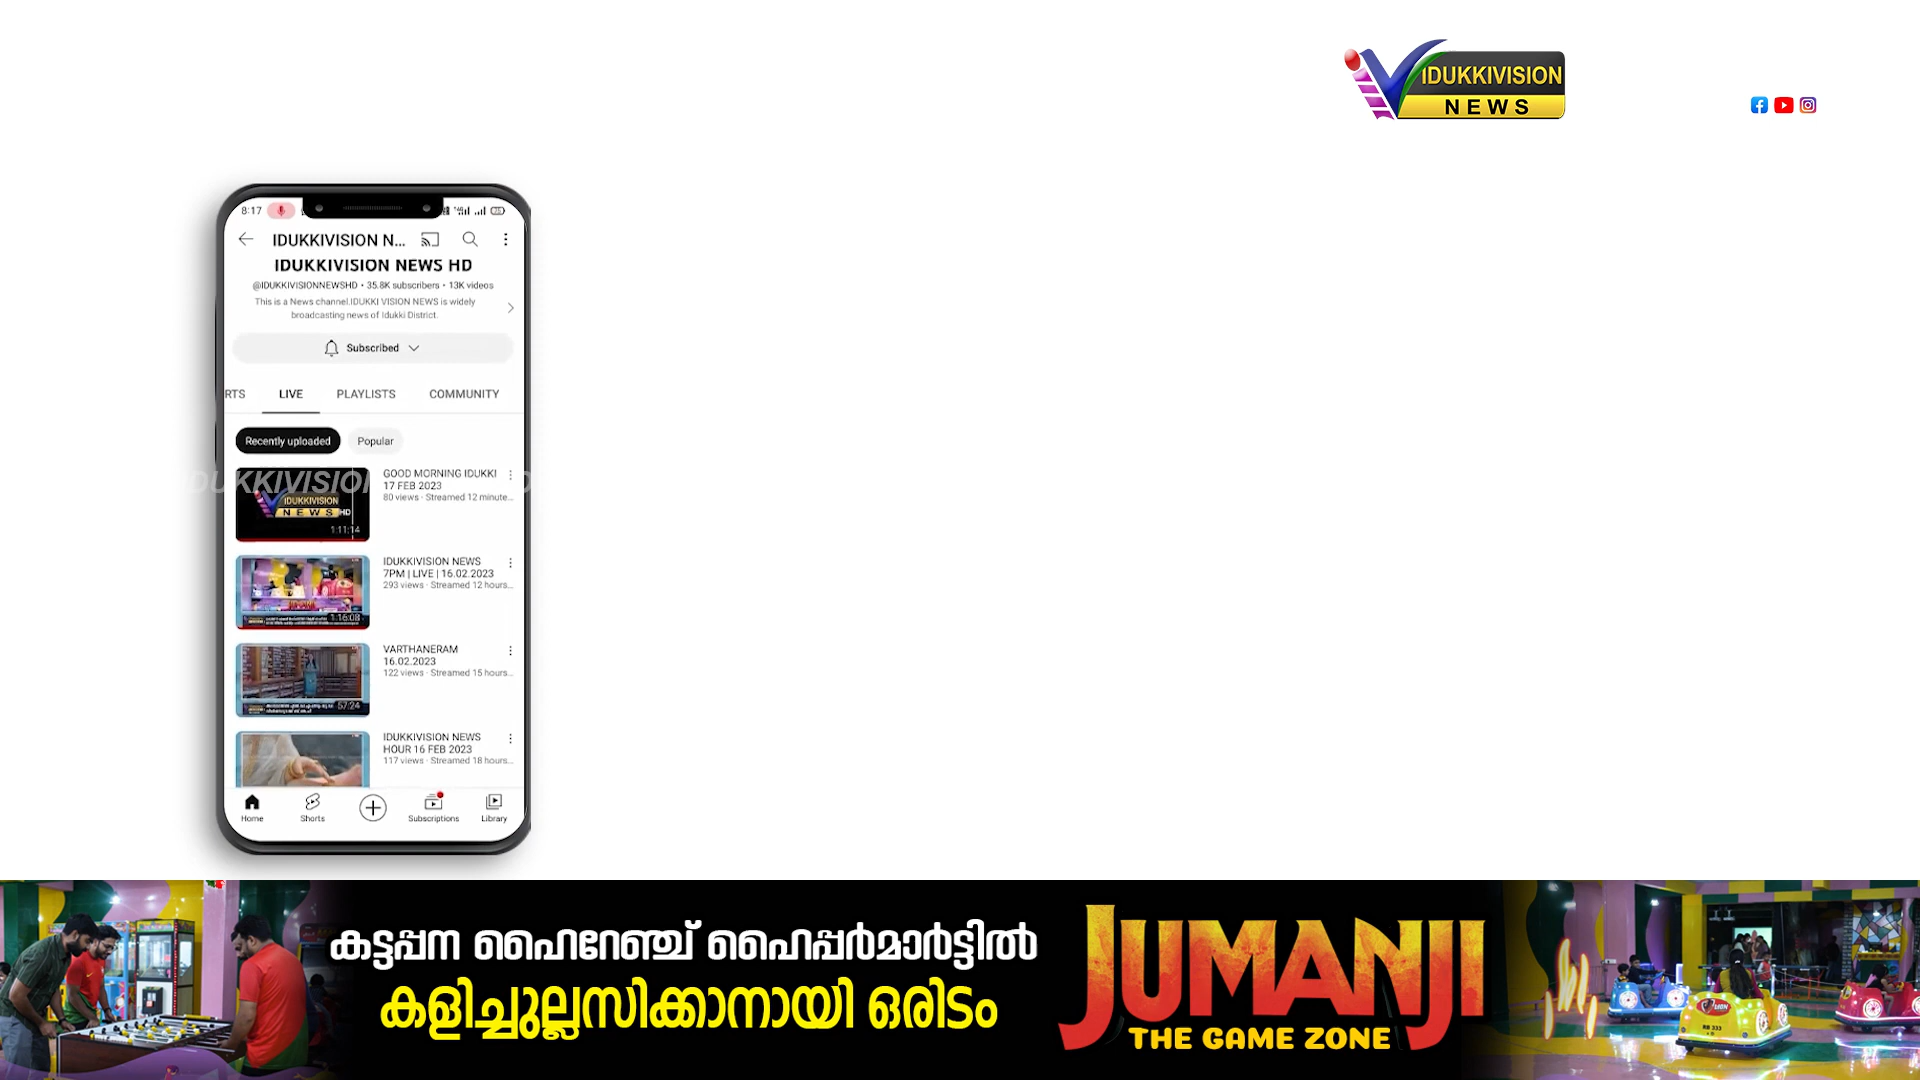 IDUKKIVISION
NEWS
8:17
IDUKKIVISION N...
IDUKKIVISION NEWS HD
@IDUKKIVISIONNEWSHD • 35.8K subscribers • 13K videos
This is a News channel.IDUKKI VISION NEWS is widely
broadcasting news of Idukki District.
Subscribed
RTS LIVE PLAYLISTS COMMUNITY
Recently uploaded Popular
GOOD MORNING IDUKKI
17 FEB 2023
80 views · Streamed 12 minute...
IDUKKIVISION
NEWS HD
1:11:14
IDUKKIVISION NEWS
7PM | LIVE | 16.02.2023
293 views · Streamed 12 hours...
1:16:08
VARTHANERAM
16.02.2023
122 views · Streamed 15 hours...
57:24
IDUKKIVISION NEWS
HOUR 16 FEB 2023
117 views · Streamed 18 hours...
Home Shorts Subscriptions Library
കട്ടപ്പന ഹൈറേഞ്ച് ഹൈപ്പർമാർട്ടിൽ
കളിച്ചുല്ലസിക്കാനായി ഒരിടം
JUMANJI
THE GAME ZONE